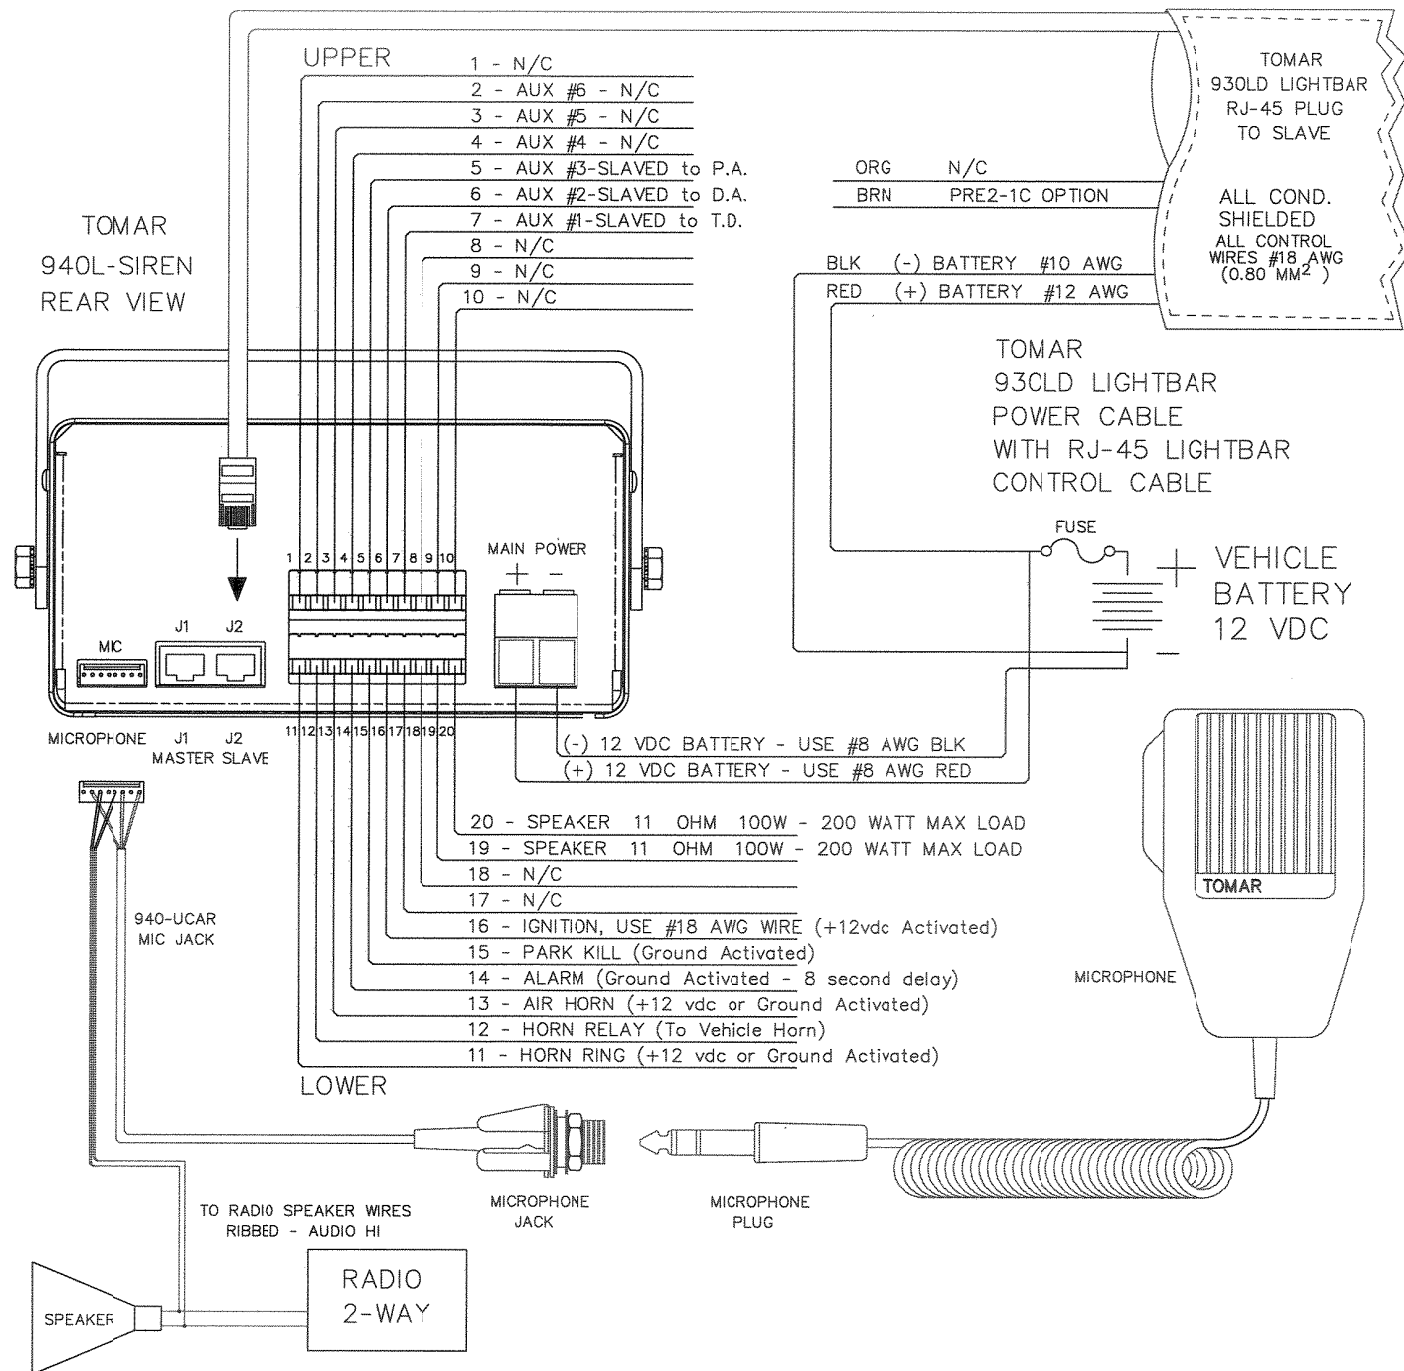 UPPER
1 - N/C
2 - AUX #6 - N/C
3 - AUX #5 - N/C
4 - AUX #4 - N/C
5 - AUX #3-SLAVED to P.A.
6 - AUX #2-SLAVED to D.A.
7 - AUX #1-SLAVED to T.D.
8 - N/C
9 - N/C
10 - N/C
TOMAR
930LD LIGHTBAR
RJ-45 PLUG
TO SLAVE
ALL COND.
SHIELDED
ALL CONTROL
WIRES #18 AWG
(0.80 MM²)
ORG N/C
BRN PRE2-1C OPTION
BLK (-) BATTERY #10 AWG
RED (+) BATTERY #12 AWG
TOMAR
940L-SIREN
REAR VIEW
TOMAR
930LD LIGHTBAR
POWER CABLE
WITH RJ-45 LIGHTBAR
CONTROL CABLE
FUSE
+ VEHICLE
BATTERY
12 VDC
-
1 2 3 4 5 6 7 8 9 10
MAIN POWER
+ -
J1 J2
MIC
11 12 13 14 15 16 17 18 19 20
MICROPHONE
J1 J2
MASTER SLAVE
(-) 12 VDC BATTERY - USE #8 AWG BLK
(+) 12 VDC BATTERY - USE #8 AWG RED
20 - SPEAKER 11 OHM 100W - 200 WATT MAX LOAD
19 - SPEAKER 11 OHM 100W - 200 WATT MAX LOAD
18 - N/C
17 - N/C
16 - IGNITION, USE #18 AWG WIRE (+12vdc Activated)
15 - PARK KILL (Ground Activated)
14 - ALARM (Ground Activated - 8 second delay)
13 - AIR HORN (+12 vdc or Ground Activated)
12 - HORN RELAY (To Vehicle Horn)
11 - HORN RING (+12 vdc or Ground Activated)
LOWER
940-UCAR
MIC JACK
TOMAR
MICROPHONE
MICROPHONE
JACK
MICROPHONE
PLUG
TO RADIO SPEAKER WIRES
RIBBED - AUDIO HI
RADIO
2-WAY
SPEAKER